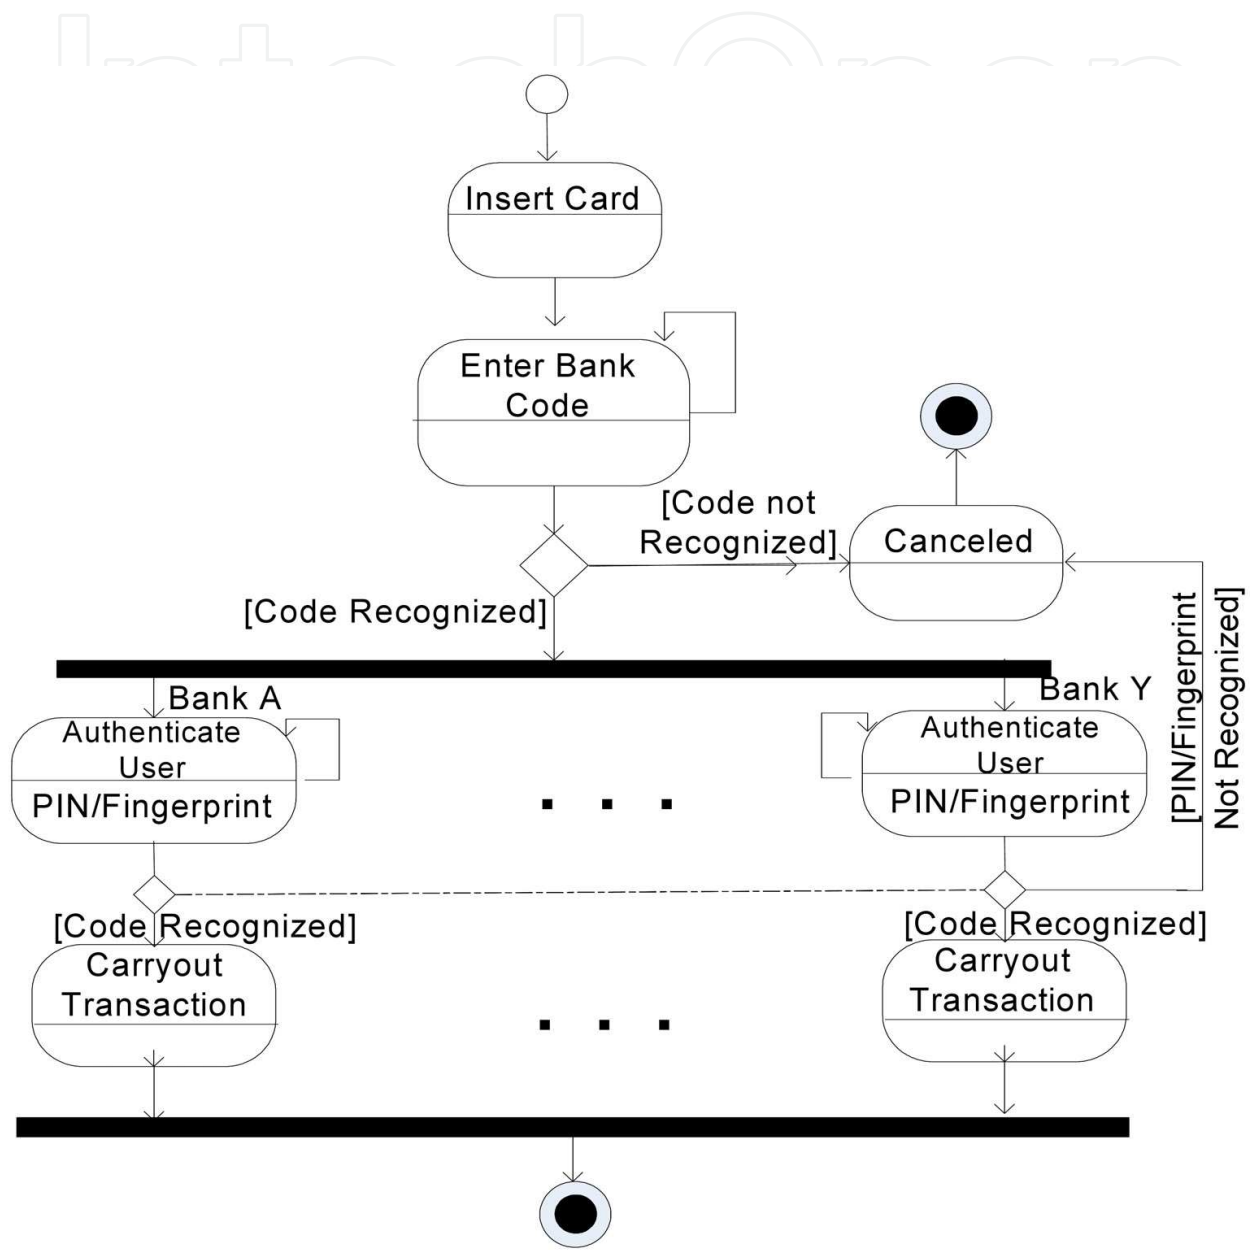 Insert Card
Enter Bank
Code
[Code not
Recognized]
Canceled
[Code Recognized]
Bank A
Bank Y
Authenticate
User
PIN/Fingerprint
Authenticate
User
PIN/Fingerprint
[PIN/Fingerprint
Not Recognized]
. . .
[Code Recognized]
[Code Recognized]
Carryout
Transaction
Carryout
Transaction
. . .